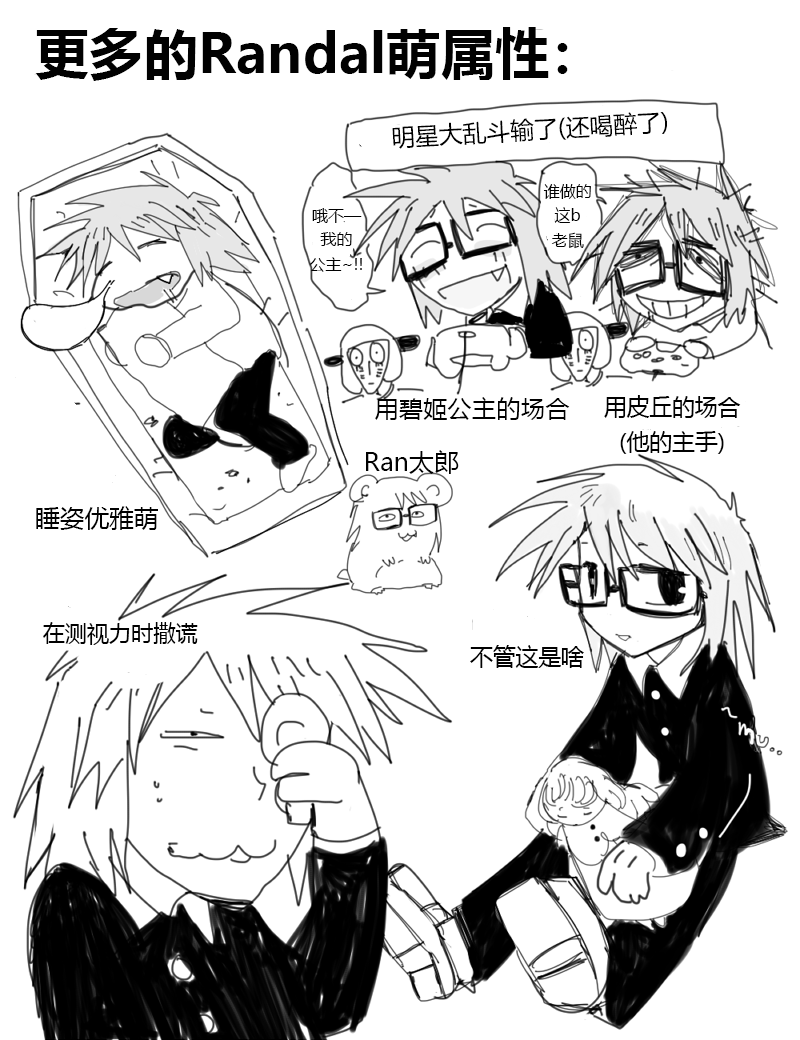 更多的Randal萌属性：
明星大乱斗输了(还喝醉了)
哦不一
我的
公主~!!
谁做的
这b
老鼠
用碧姬公主的场合
用皮丘的场合
(他的主手)
Ran太郎
睡姿优雅萌
在测视力时撒谎
不管这是啥
~mu..